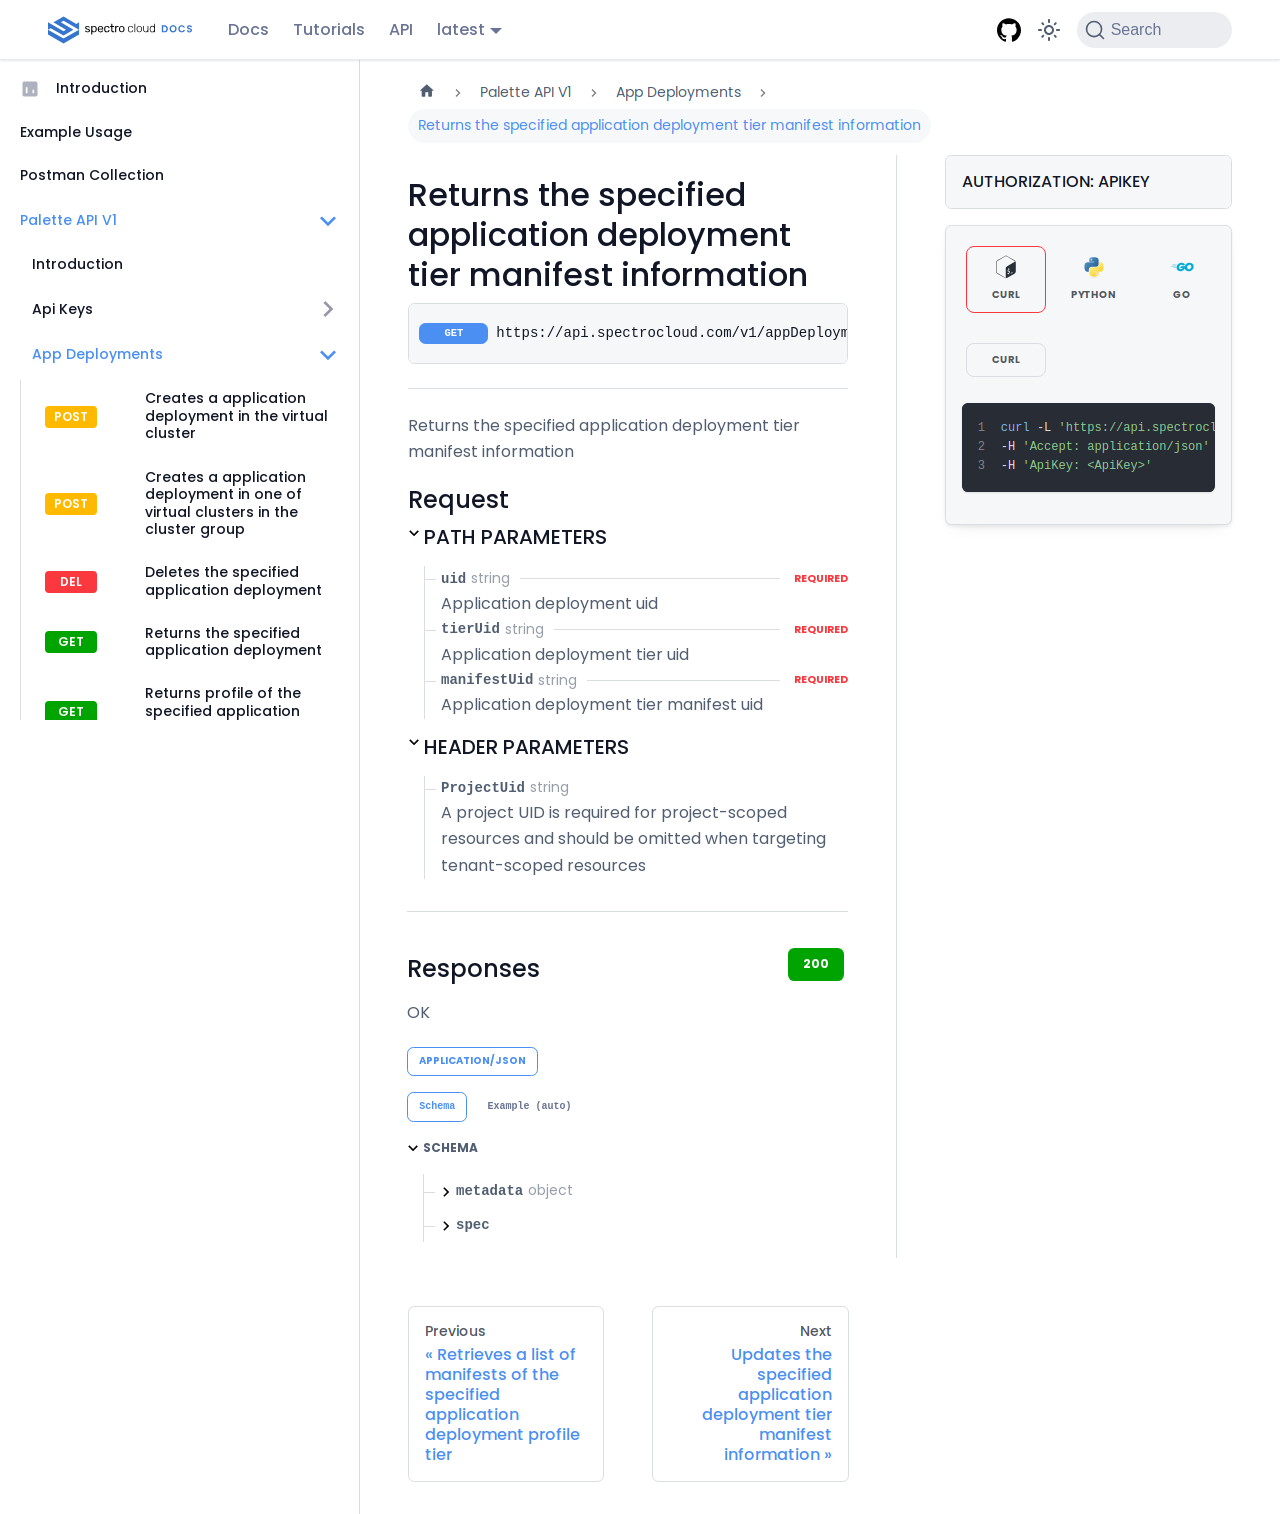 spectro cloud DOCS
Docs
Tutorials
API
latest
Search
Introduction
Example Usage
Postman Collection
Palette API V1
Introduction
Api Keys
App Deployments
POST
Creates a application
deployment in the virtual
cluster
POST
Creates a application
deployment in one of
virtual clusters in the
cluster group
DEL
Deletes the specified
application deployment
GET
Returns the specified
application deployment
GET
Returns profile of the
specified application
Palette API V1
App Deployments
Returns the specified application deployment tier manifest information
Returns the specified
application deployment
tier manifest information
GET https://api.spectrocloud.com/v1/appDeploym
Returns the specified application deployment tier
manifest information
Request
PATH PARAMETERS
uid string REQUIRED
Application deployment uid
tierUid string REQUIRED
Application deployment tier uid
manifestUid string REQUIRED
Application deployment tier manifest uid
HEADER PARAMETERS
ProjectUid string
A project UID is required for project-scoped
resources and should be omitted when targeting
tenant-scoped resources
Responses
200
OK
APPLICATION/JSON
Schema
Example (auto)
SCHEMA
metadata object
spec
Previous
« Retrieves a list of
manifests of the
specified
application
deployment profile
tier
Next
Updates the
specified
application
deployment tier
manifest
information »
AUTHORIZATION: APIKEY
CURL
PYTHON
GO
CURL
1 curl -L 'https://api.spectrocl
2 -H 'Accept: application/json'
3 -H 'ApiKey: <ApiKey>'